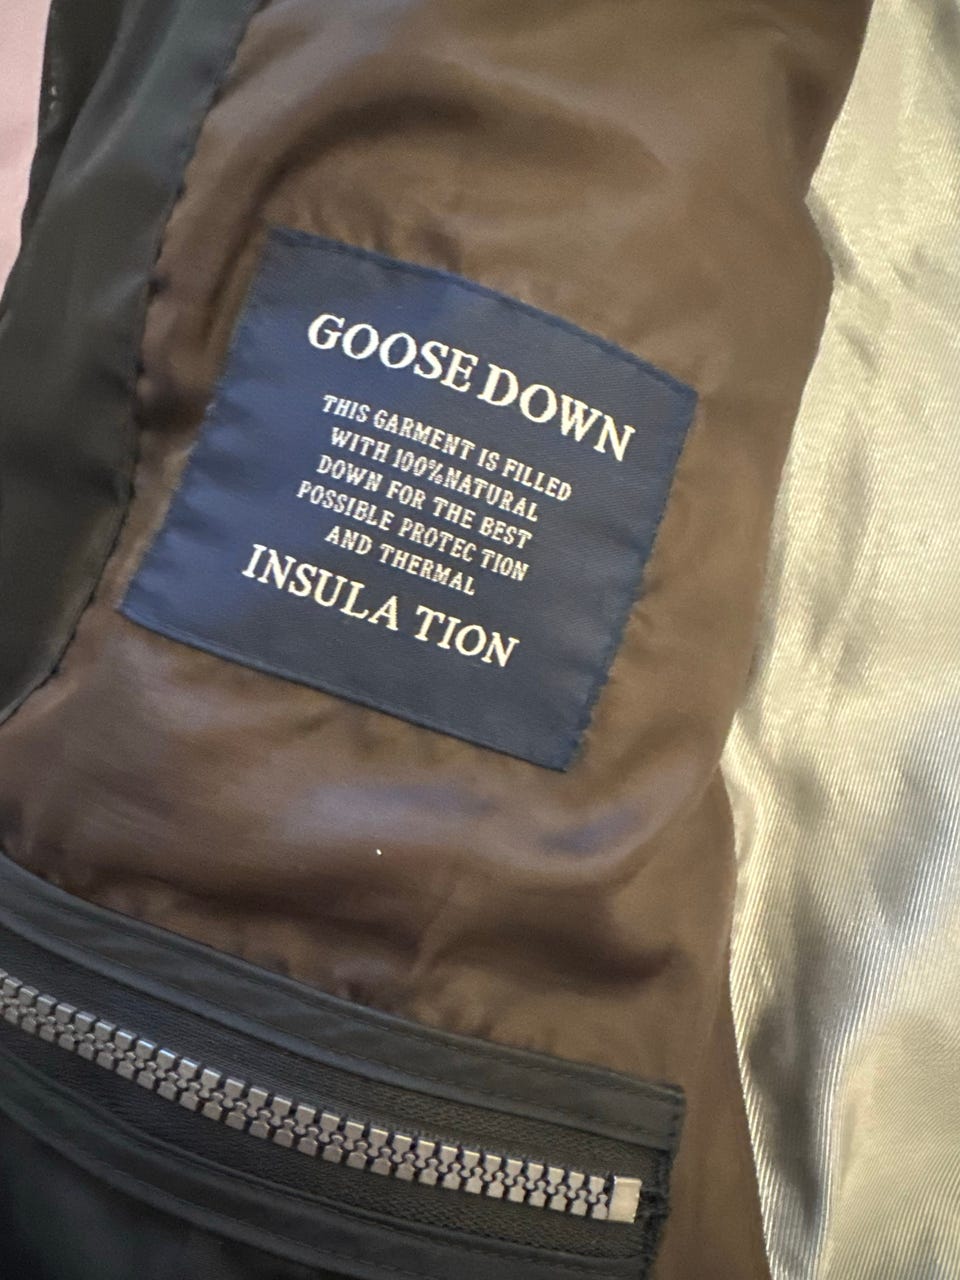 GOOSE DOWN
THIS GARMENT IS FILLED
WITH 100% NATURAL
DOWN FOR THE BEST
POSSIBLE PROTEC TION
AND THERMAL
INSULA TION